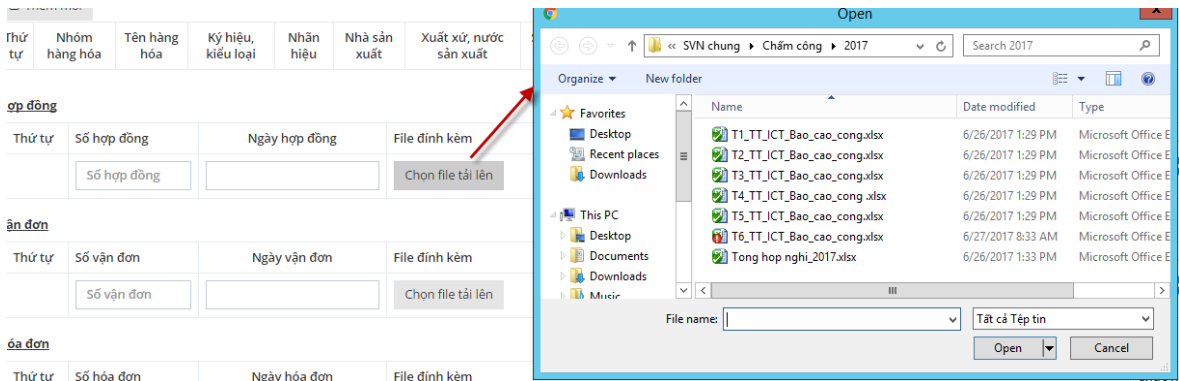 Thêm mới
Thứ tự
Nhóm hàng hóa
Tên hàng hóa
Ký hiệu, kiểu loại
Nhãn hiệu
Nhà sản xuất
Xuất xứ, nước sản xuất
ợp đồng
Thứ tự Số hợp đồng Ngày hợp đồng File đính kèm
Số hợp đồng Chọn file tải lên
ận đơn
Thứ tự Số vận đơn Ngày vận đơn File đính kèm
Số vận đơn Chọn file tải lên
óa đơn
Thứ tự Số hóa đơn Ngày hóa đơn File đính kèm
Open
« SVN chung Chấm công 2017
Search 2017
Organize New folder
Favorites
Desktop
Recent places
Downloads
This PC
Desktop
Documents
Downloads
Music
Name Date modified Type
T1_TT_ICT_Bao_cao_cong.xlsx 6/26/2017 1:29 PM Microsoft Office E
T2_TT_ICT_Bao_cao_cong.xlsx 6/26/2017 1:29 PM Microsoft Office E
T3_TT_ICT_Bao_cao_cong.xlsx 6/26/2017 1:29 PM Microsoft Office E
T4_TT_ICT_Bao_cao_cong .xlsx 6/26/2017 1:29 PM Microsoft Office E
T5_TT_ICT_Bao_cao_cong.xlsx 6/26/2017 1:29 PM Microsoft Office E
T6_TT_ICT_Bao_cao_cong.xlsx 6/27/2017 8:33 AM Microsoft Office E
Tong hop nghi_2017.xlsx 6/26/2017 1:33 PM Microsoft Office E
File name: Tất cả Tệp tin
Open Cancel